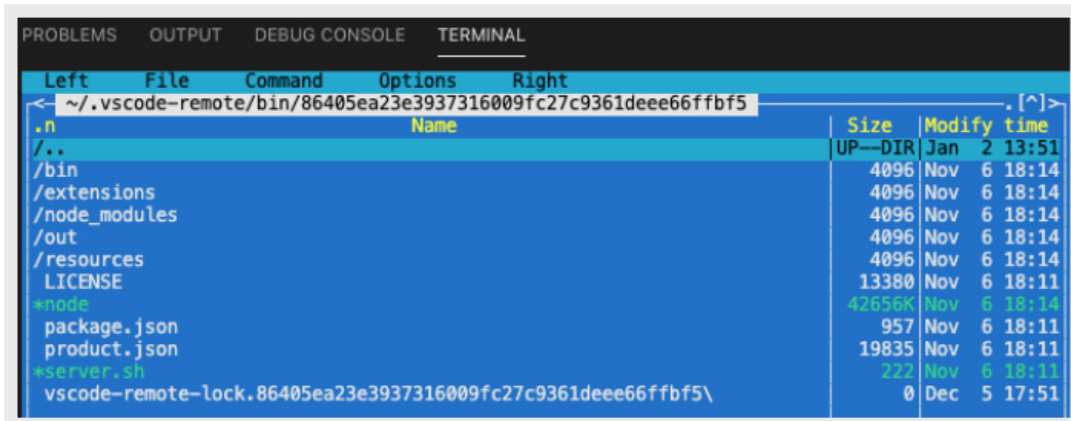 PROBLEMS OUTPUT DEBUG CONSOLE TERMINAL
Left File Command Options Right
<- ~/.vscode-remote/bin/86405ea23e3937316009fc27c9361deee66ffbf5 .[^]>
.n Name Size Modify time
/.. UP--DIR Jan 2 13:51
/bin 4096 Nov 6 18:14
/extensions 4096 Nov 6 18:14
/node_modules 4096 Nov 6 18:14
/out 4096 Nov 6 18:14
/resources 4096 Nov 6 18:14
LICENSE 13380 Nov 6 18:11
*node 42656K Nov 6 18:14
package.json 957 Nov 6 18:11
product.json 19835 Nov 6 18:11
*server.sh 222 Nov 6 18:11
vscode-remote-lock.86405ea23e3937316009fc27c9361deee66ffbf5\ 0 Dec 5 17:51